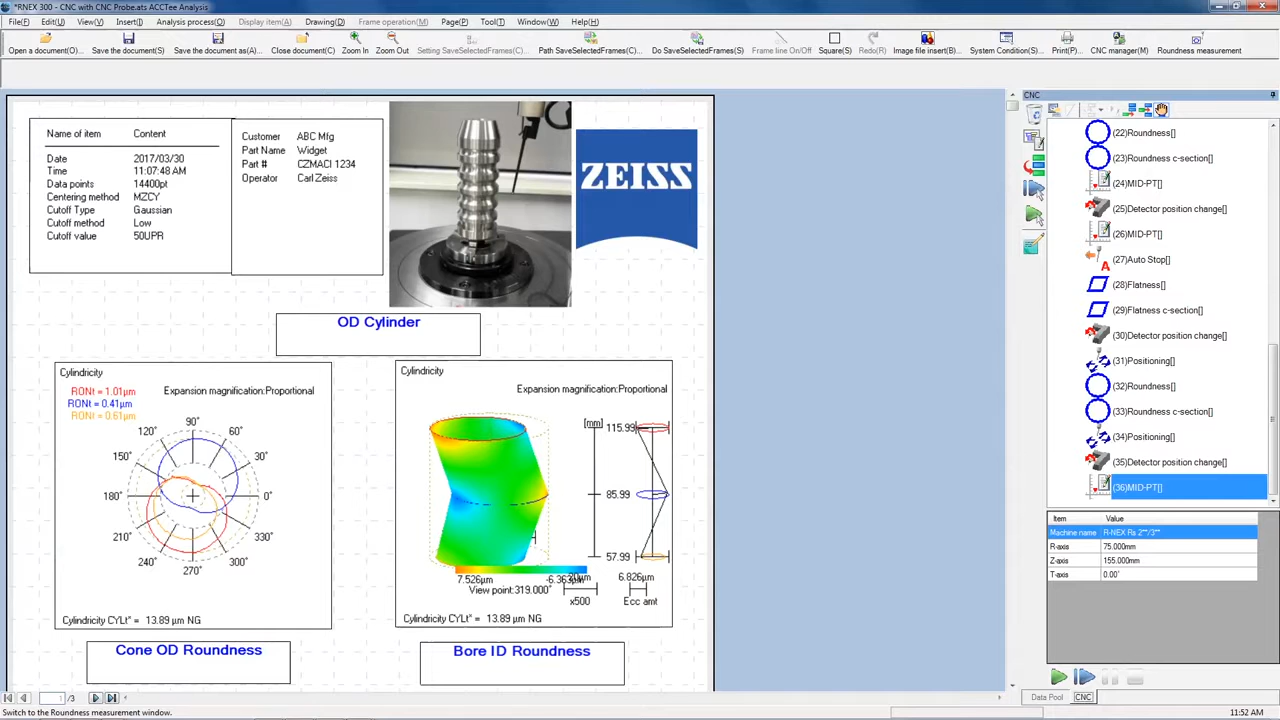 *RNEX 300 - CNC with CNC Probe.ats ACCTee Analysis
File(F) Edit(U) View(V) Insert(I) Analysis process(O) Display item(A) Drawing(D) Frame operation(M) Page(P) Tool(T) Window(W) Help(H)
Open a document(O)... Save the document(S) Save the document as(A)... Close document(C) Zoom In Zoom Out Setting SaveSelectedFrames(C)... Path SaveSelectedFrames(C)... Do SaveSelectedFrames(S) Frame line On/Off Square(S) Redo(R) Image file insert(B)... System Condition(S)... Print(P)... CNC manager(M) Roundness measurement
Name of item Content
Date 2017/03/30
Time 11:07:48 AM
Data points 14400pt
Centering method MZCY
Cutoff Type Gaussian
Cutoff method Low
Cutoff value 50UPR
Customer ABC Mfg
Part Name Widget
Part # CZMACI 1234
Operator Carl Zeiss
ZEISS
OD Cylinder
Cylindricity
RONt = 1.01µm
RONt = 0.41µm
RONt = 0.61µm
Expansion magnification:Proportional
90°
120° 60°
150° 30°
180° 0°
210° 330°
240° 300°
270°
Cylindricity CYLt* = 13.89 µm NG
Cylindricity
Expansion magnification:Proportional
[mm]
115.99
85.99
57.99
7.526µm 6.826µm
View point:319.000°
x500 Ecc amt
Cylindricity CYLt* = 13.89 µm NG
Cone OD Roundness
Bore ID Roundness
CNC
(22)Roundness[]
(23)Roundness c-section[]
(24)MID-PT[]
(25)Detector position change[]
(26)MID-PT[]
(27)Auto Stop[]
A
(28)Flatness[]
(29)Flatness c-section[]
(30)Detector position change[]
(31)Positioning[]
(32)Roundness[]
(33)Roundness c-section[]
(34)Positioning[]
(35)Detector position change[]
(36)MID-PT[]
Item Value
Machine name R-NEX Rs 2**/3**
R-axis 75.000mm
Z-axis 155.000mm
T-axis 0.00°
Data Pool CNC
1 /3
Switch to the Roundness measurement window.
11:52 AM